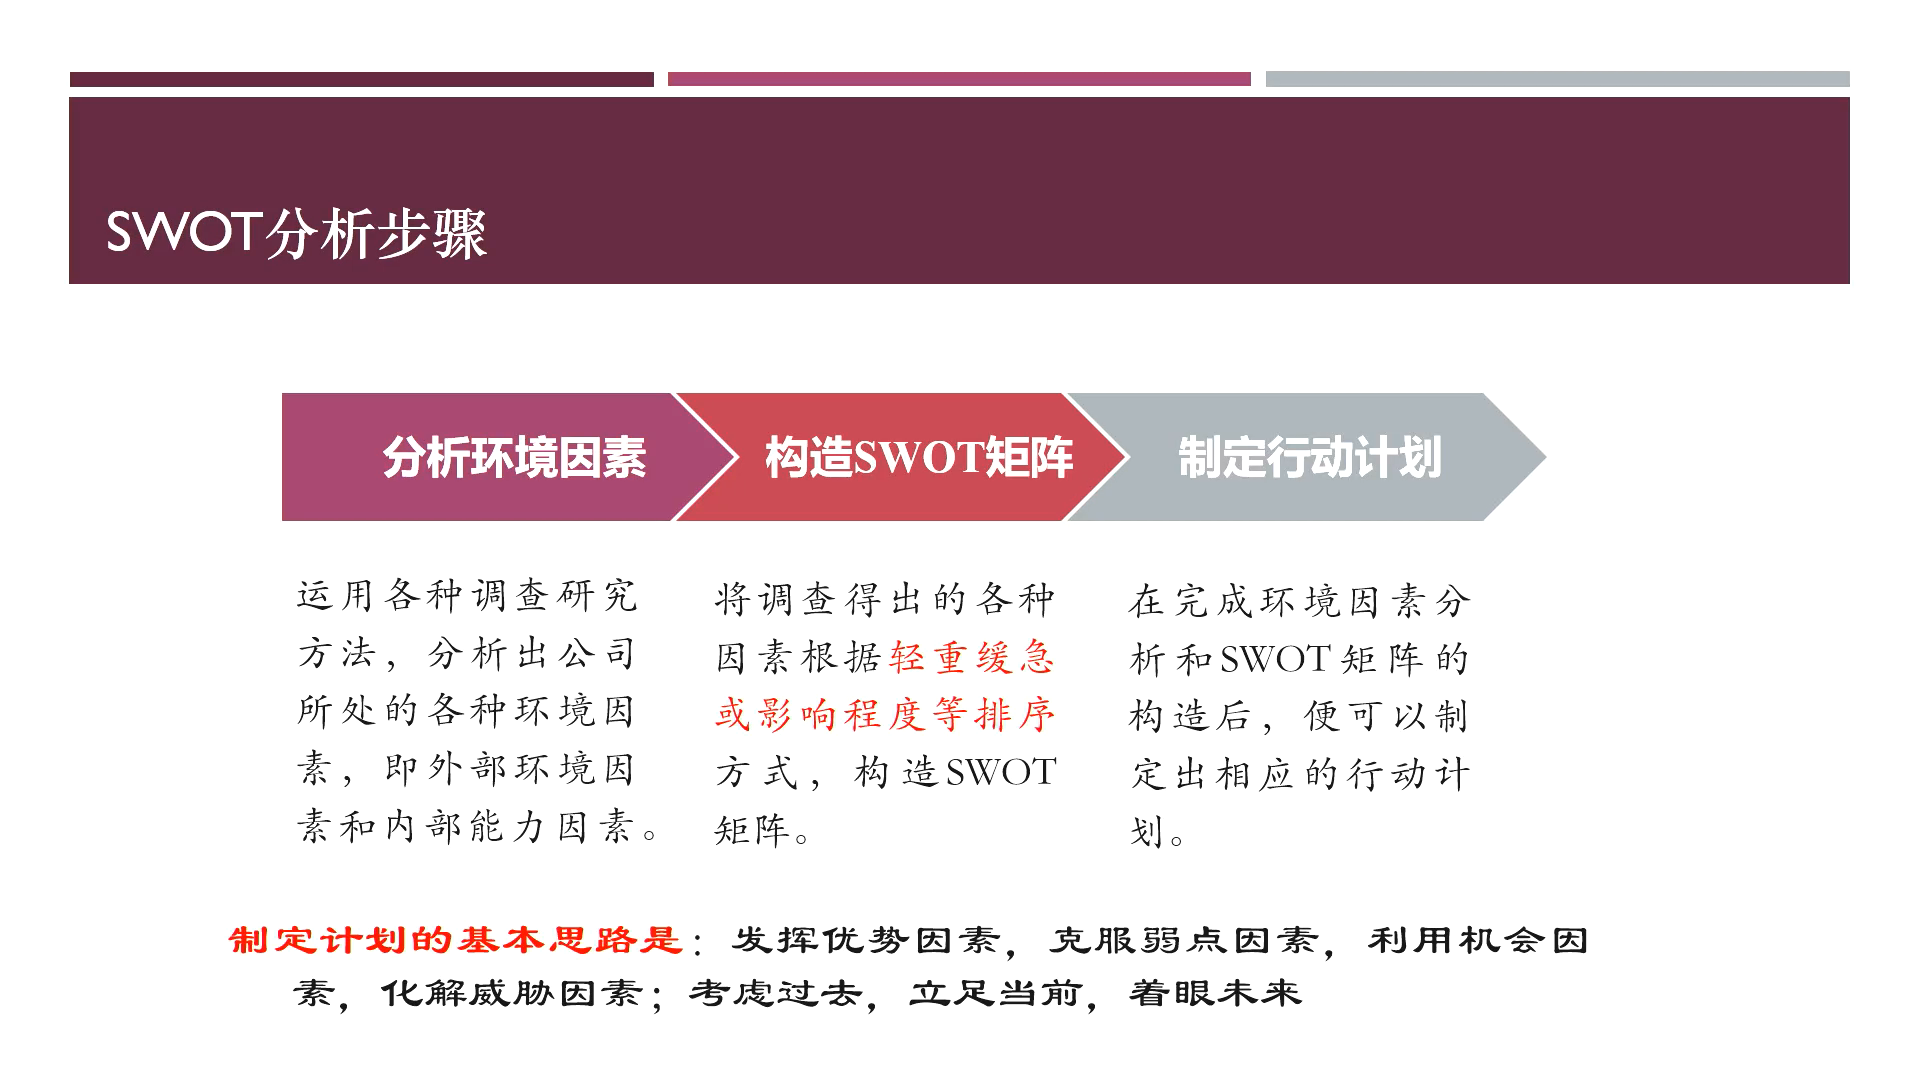 SWOT分析步骤
分析环境因素
构造SWOT矩阵
制定行动计划
运用各种调查研究
方法，分析出公司
所处的各种环境因
素，即外部环境因
素和内部能力因素。
将调查得出的各种
因素根据轻重缓急
或影响程度等排序
方式，构造SWOT
矩阵。
在完成环境因素分
析和SWOT矩阵的
构造后，便可以制
定出相应的行动计
划。
制定计划的基本思路是：发挥优势因素，克服弱点因素，利用机会因
素，化解威胁因素；考虑过去，立足当前，着眼未来